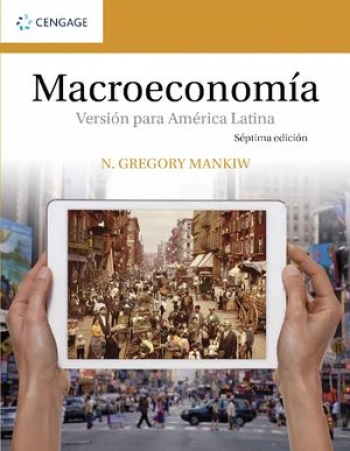 CENGAGE
Macroeconomía
Versión para América Latina
Séptima edición
N. GREGORY MANKIW